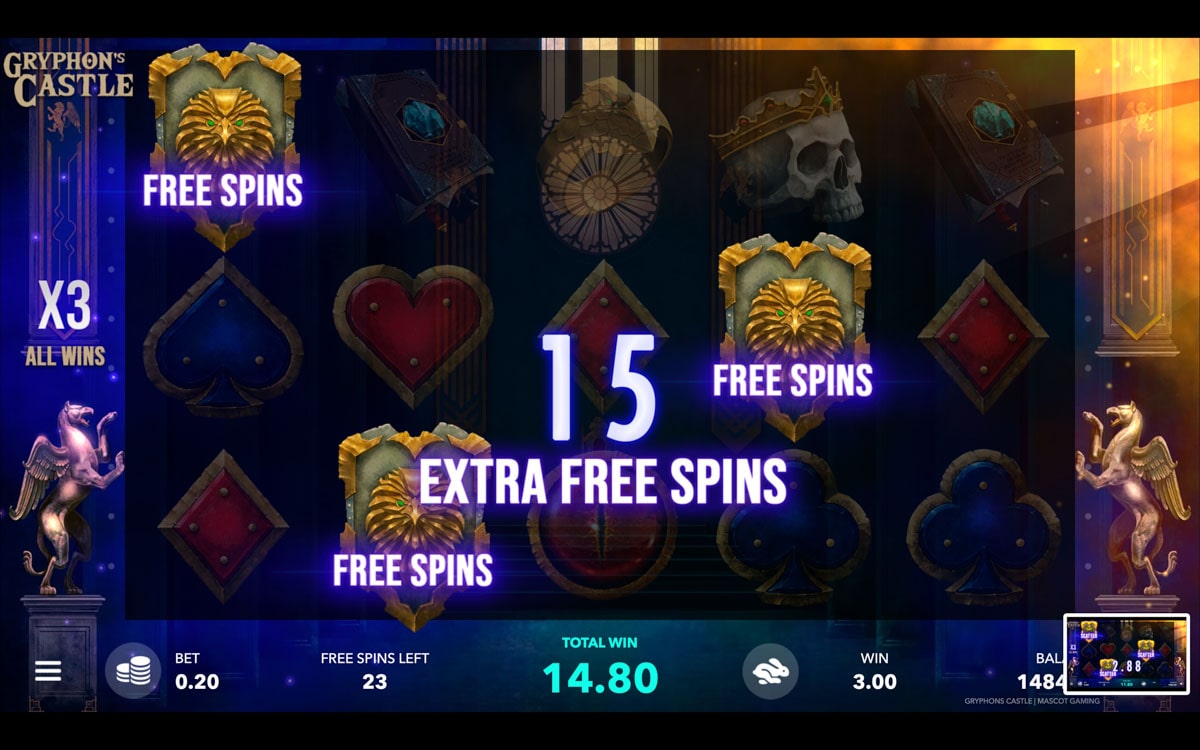 GRYPHON'S
CASTLE
FREE SPINS
X3
ALL WINS
FREE SPINS
15
EXTRA FREE SPINS
FREE SPINS
BET
0.20
FREE SPINS LEFT
23
TOTAL WIN
14.80
WIN
3.00
1484
GRYPHONS CASTLE | MASCOT GAMING